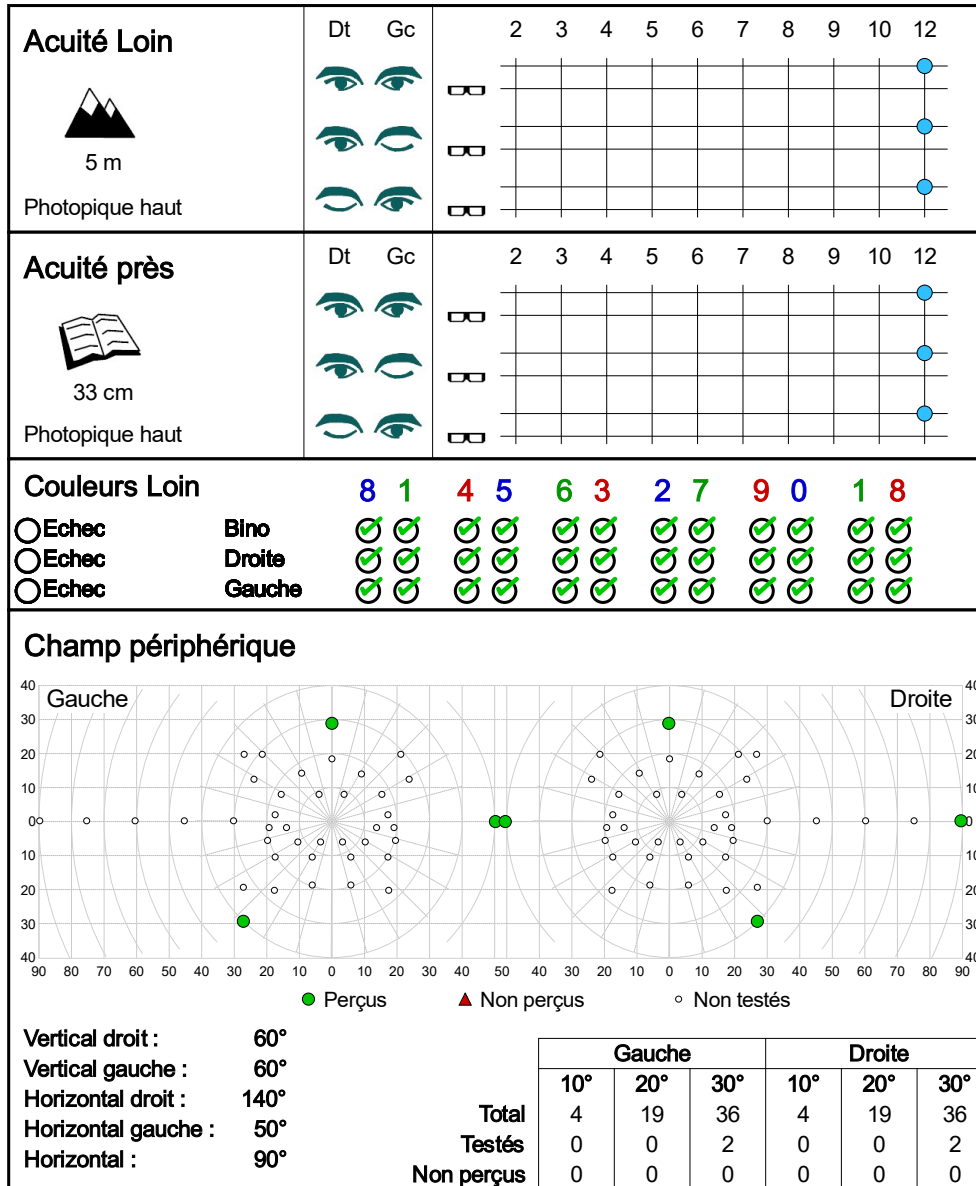 Acuité Loin
Dt Gc
2 3 4 5 6 7 8 9 10 12
5 m
Photopique haut
Acuité près
Dt Gc
2 3 4 5 6 7 8 9 10 12
33 cm
Photopique haut
Couleurs Loin 8 1 4 5 6 3 2 7 9 0 1 8
Echec Bino
Echec Droite
Echec Gauche
Champ périphérique
Gauche Droite
40 40
30 30
20 20
10 10
0 0
10 10
20 20
30 30
40 40
90 80 70 60 50 40 30 20 10 0 10 20 30 40 50 40 30 20 10 0 10 20 30 40 50 60 70 80 90
Perçus Non perçus Non testés
Vertical droit : 60°
Vertical gauche : 60°
Horizontal droit : 140°
Horizontal gauche : 50°
Horizontal : 90°
Gauche Droite
10° 20° 30° 10° 20° 30°
Total 4 19 36 4 19 36
Testés 0 0 2 0 0 2
Non perçus 0 0 0 0 0 0